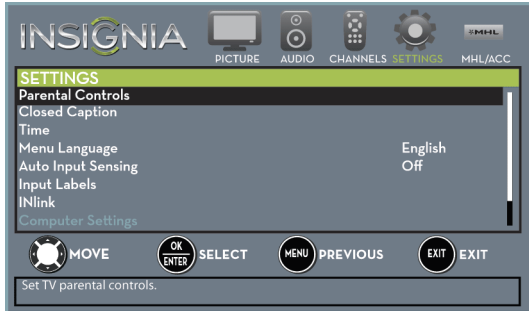 INSIGNIA
PICTURE AUDIO CHANNELS SETTINGS MHL/ACC
MHL
SETTINGS
Parental Controls
Closed Caption
Time
Menu Language English
Auto Input Sensing Off
Input Labels
INlink
Computer Settings
MOVE OK ENTER SELECT MENU PREVIOUS EXIT EXIT
Set TV parental controls.